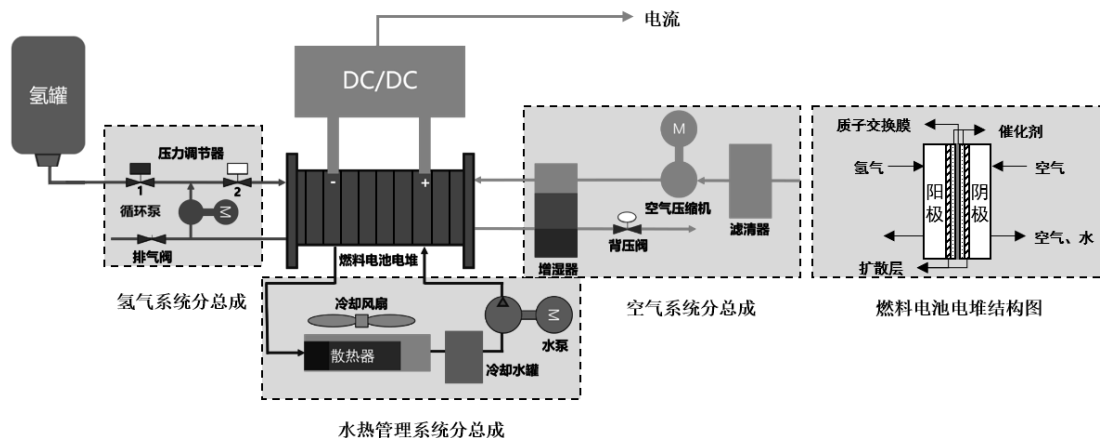 电流
氢罐
DC/DC
M
压力调节器
1
2
循环泵
M
排气阀
-
+
燃料电池电堆
氢气系统分总成
增湿器
空气压缩机
背压阀
滤清器
空气系统分总成
质子交换膜
催化剂
氢气
空气
阳极
阴极
空气、水
扩散层
燃料电池电堆结构图
冷却风扇
散热器
冷却水罐
M
水泵
水热管理系统分总成